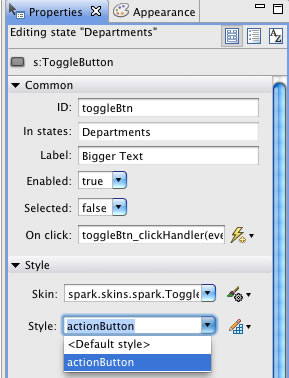 Properties Appearance
Editing state "Departments"
s:ToggleButton
Common
ID: toggleBtn
In states: Departments
Label: Bigger Text
Enabled: true
Selected: false
On click: toggleBtn_clickHandler(eve
Style
Skin: spark.skins.spark.Toggle
Style: actionButton
<Default style>
actionButton